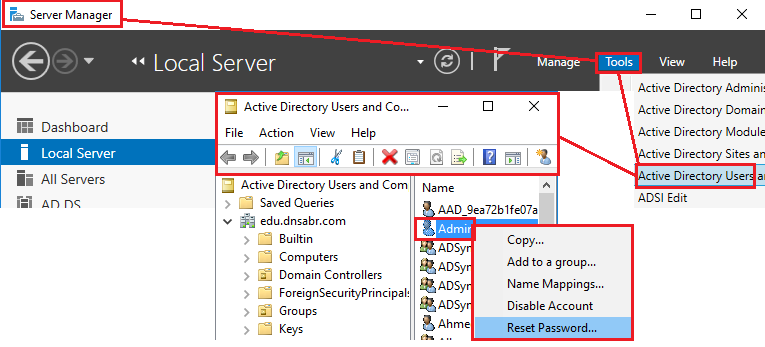 Server Manager
Local Server
Manage
Tools
View
Help
Dashboard
Local Server
All Servers
AD DS
Active Directory Adminis
Active Directory Domain
Active Directory Module
Active Directory Sites and
Active Directory Users an
ADSI Edit
Active Directory Users and Co...
File Action View Help
Active Directory Users and Com
Saved Queries
edu.dnsabr.com
Builtin
Computers
Domain Controllers
ForeignSecurityPrincipals
Groups
Keys
Name
AAD_9ea72b1fe07a
Admin
ADSyn
ADSyn
ADSyn
ADSyn
Ahme
Copy...
Add to a group...
Name Mappings...
Disable Account
Reset Password...